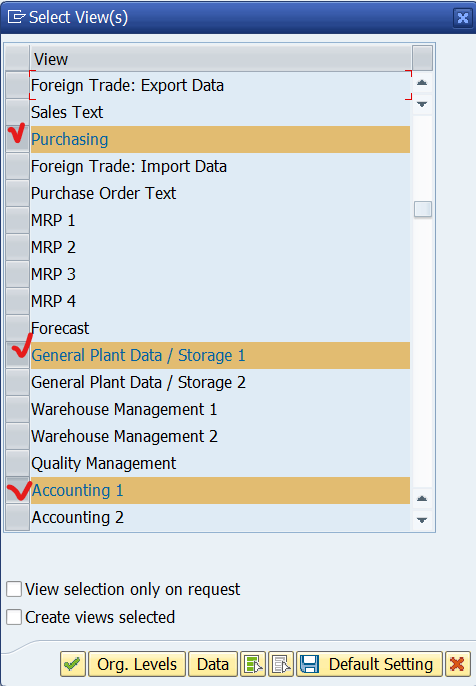 Select View(s)
View
Foreign Trade: Export Data
Sales Text
Purchasing
Foreign Trade: Import Data
Purchase Order Text
MRP 1
MRP 2
MRP 3
MRP 4
Forecast
General Plant Data / Storage 1
General Plant Data / Storage 2
Warehouse Management 1
Warehouse Management 2
Quality Management
Accounting 1
Accounting 2
View selection only on request
Create views selected
Org. Levels Data Default Setting